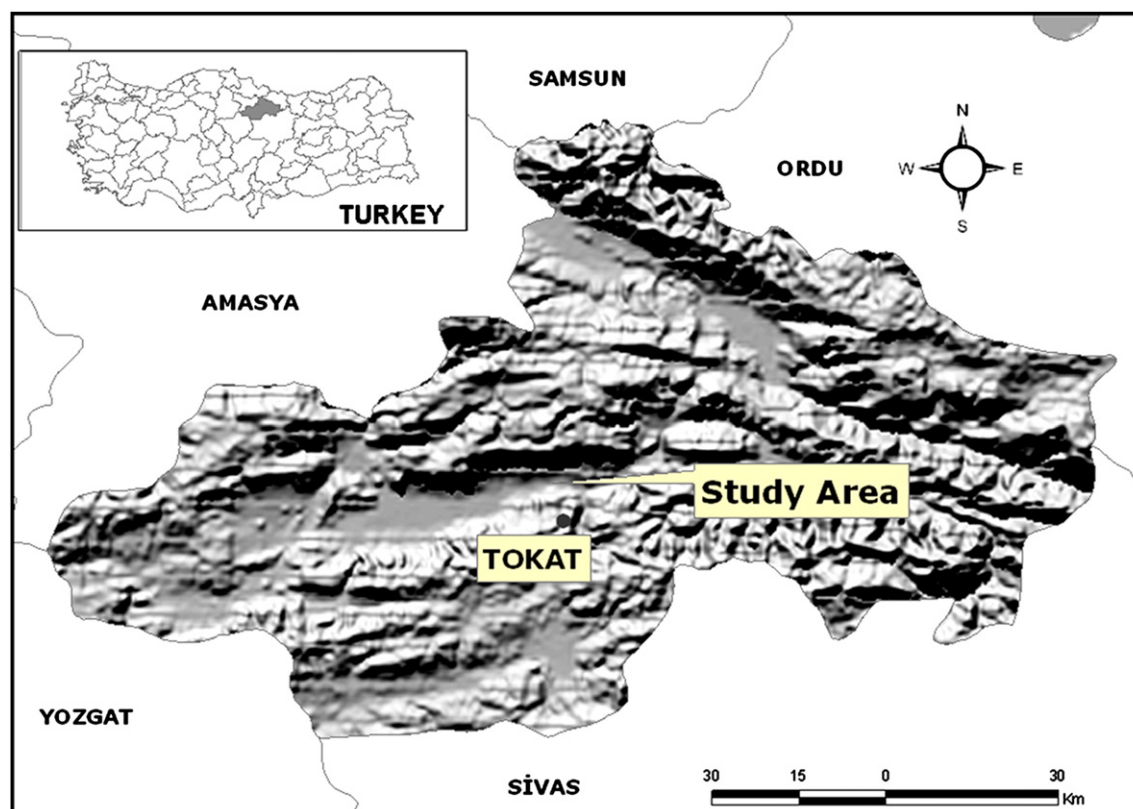 SAMSUN
N
ORDU
W E
S
TURKEY
AMASYA
Study Area
TOKAT
YOZGAT
SİVAS
30 15 0 30
Km